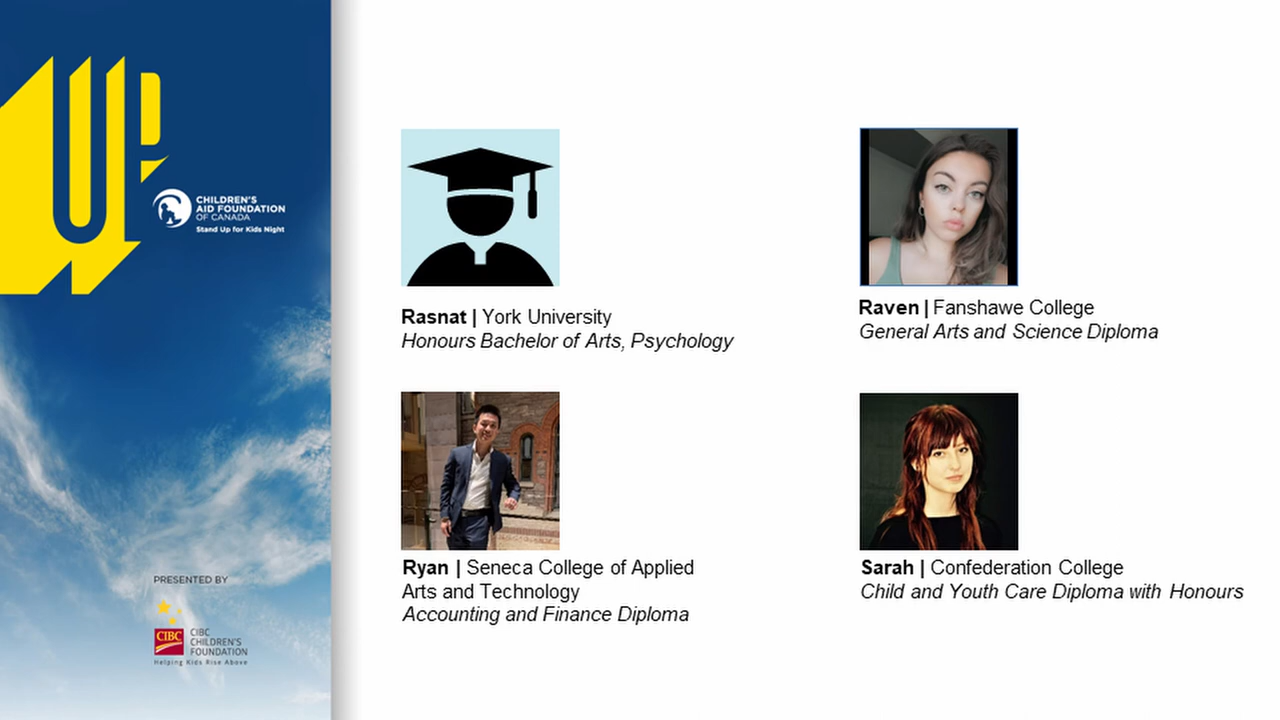 UP
CHILDREN'S
AID FOUNDATION
OF CANADA
Stand Up for Kids Night
PRESENTED BY
CIBC
CIBC
CHILDREN'S
FOUNDATION
Helping Kids Rise Above
Rasnat | York University
Honours Bachelor of Arts, Psychology
Raven | Fanshawe College
General Arts and Science Diploma
Ryan | Seneca College of Applied
Arts and Technology
Accounting and Finance Diploma
Sarah | Confederation College
Child and Youth Care Diploma with Honours